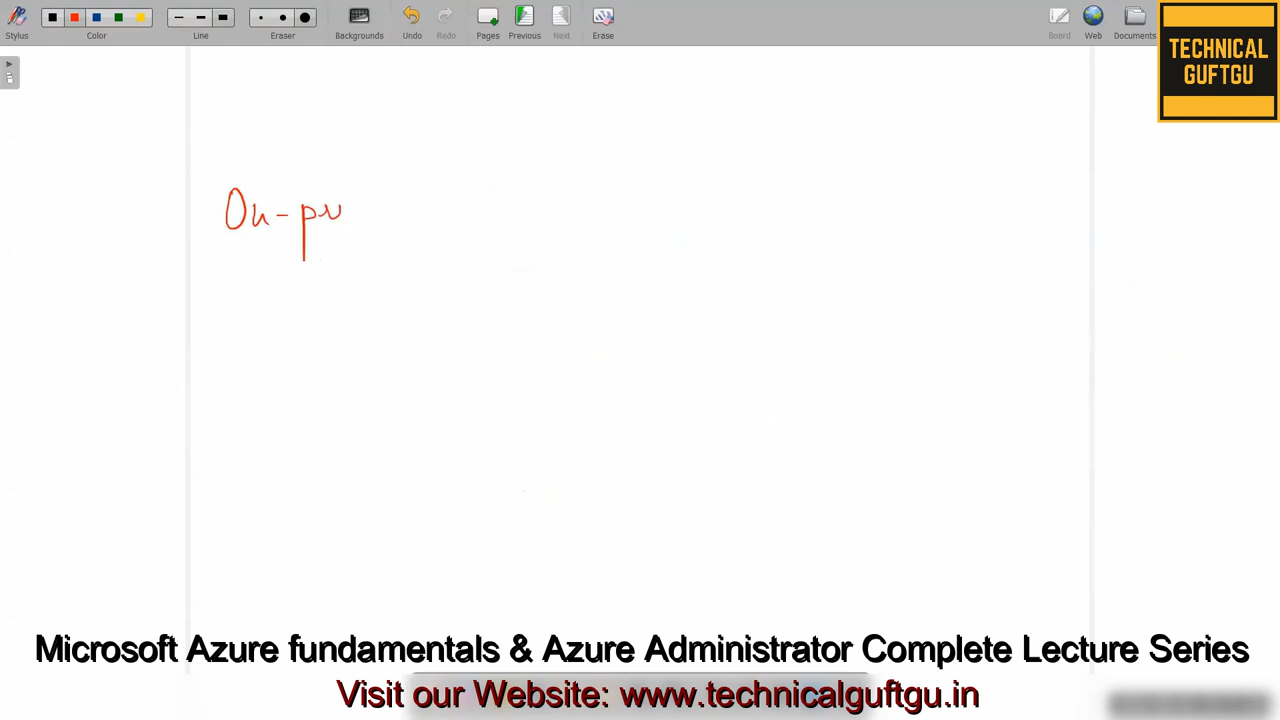 Stylus
Color
Line
Eraser
Backgrounds
Undo
Redo
Pages
Previous
Next
Erase
Board
Web
Documents
TECHNICAL
GUFTGU
On-pr
Microsoft Azure fundamentals & Azure Administrator Complete Lecture Series
Visit our Website: www.technicalguftgu.in